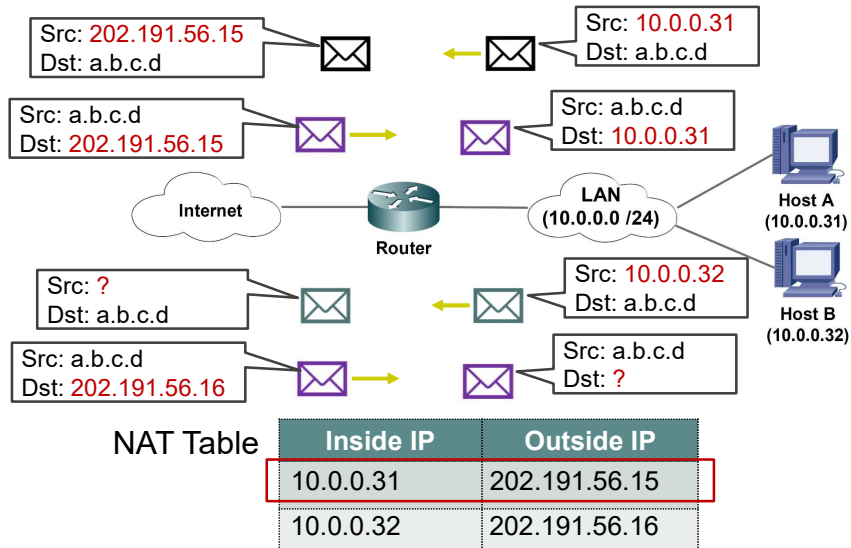 Src: 202.191.56.15
Dst: a.b.c.d
Src: 10.0.0.31
Dst: a.b.c.d
Src: a.b.c.d
Dst: 202.191.56.15
Src: a.b.c.d
Dst: 10.0.0.31
Internet
Router
LAN
(10.0.0.0 /24)
Host A
(10.0.0.31)
Src: ?
Dst: a.b.c.d
Src: 10.0.0.32
Dst: a.b.c.d
Host B
(10.0.0.32)
Src: a.b.c.d
Dst: 202.191.56.16
Src: a.b.c.d
Dst: ?
NAT Table
Inside IP Outside IP
10.0.0.31 202.191.56.15
10.0.0.32 202.191.56.16